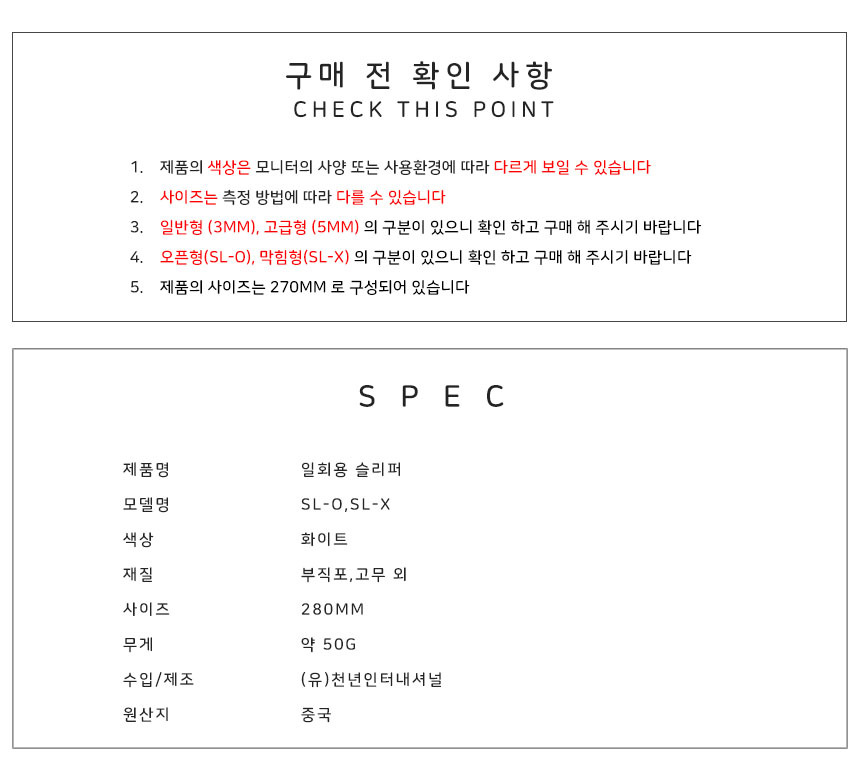 구매 전 확인 사항
CHECK THIS POINT
1. 제품의 색상은 모니터의 사양 또는 사용환경에 따라 다르게 보일 수 있습니다
2. 사이즈는 측정 방법에 따라 다를 수 있습니다
3. 일반형 (3MM), 고급형 (5MM) 의 구분이 있으니 확인 하고 구매 해 주시기 바랍니다
4. 오픈형(SL-O), 막힘형(SL-X) 의 구분이 있으니 확인 하고 구매 해 주시기 바랍니다
5. 제품의 사이즈는 270MM 로 구성되어 있습니다
SPEC
제품명 일회용 슬리퍼
모델명 SL-O,SL-X
색상 화이트
재질 부직포,고무 외
사이즈 280MM
무게 약 50G
수입/제조 (유)천년인터내셔널
원산지 중국